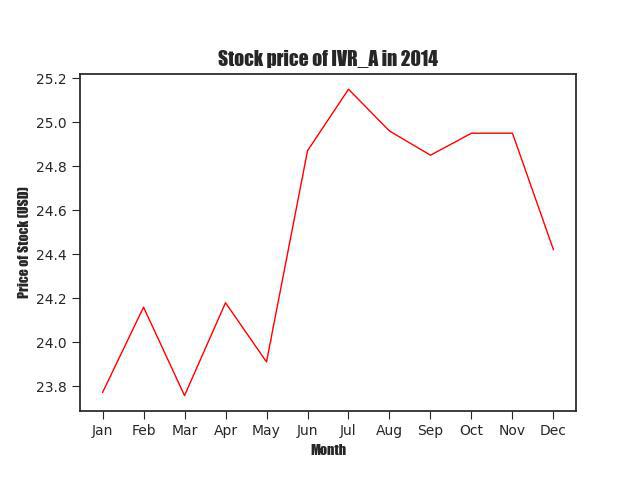 Stock price of IVR_A in 2014
25.2
25.0
24.8
24.6
24.4
24.2
24.0
23.8
Price of Stock (USD)
Jan Feb Mar Apr May Jun Jul Aug Sep Oct Nov Dec
Month